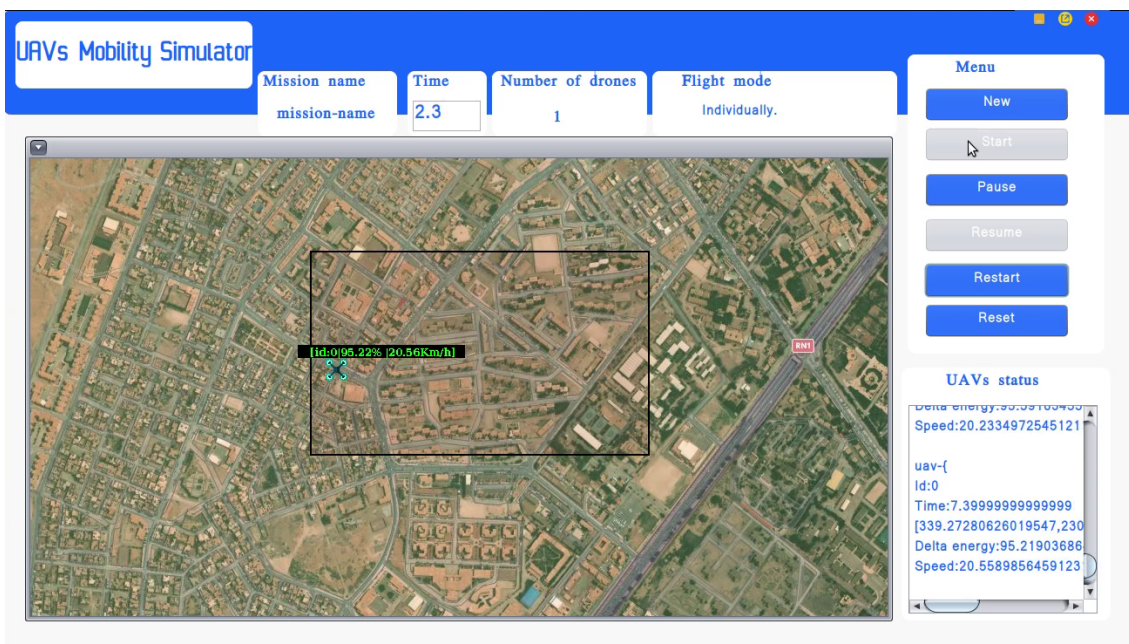 UAVs Mobility Simulator
Mission name
mission-name
Time
2.3
Number of drones
1
Flight mode
Individually.
Menu
New
Start
Pause
Resume
Restart
Reset
[id:0|95.22% |20.56Km/h]
RN1
UAVs status
Speed:20.2334972545121
uav-{
Id:0
Time:7.39999999999999
[339.27280626019547,230
Delta energy:95.21903686
Speed:20.5589856459123